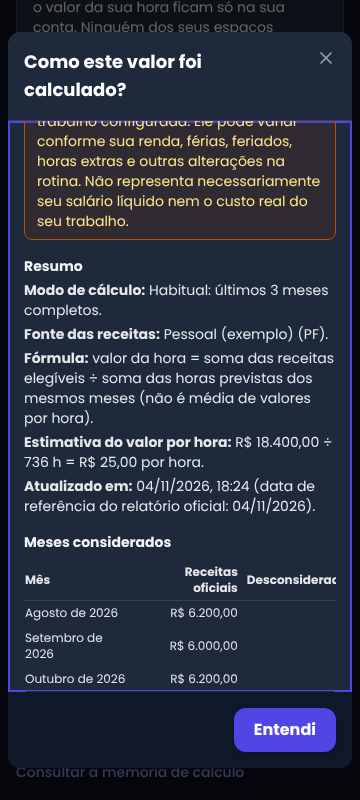 o valor da sua hora ficam só na sua
conta. Ninguém dos seus espaços
Como este valor foi
calculado?
trabalho configurada. Ele pode variar
conforme sua renda, férias, feriados,
horas extras e outras alterações na
rotina. Não representa necessariamente
seu salário líquido nem o custo real do
seu trabalho.
Resumo
Modo de cálculo: Habitual: últimos 3 meses
completos.
Fonte das receitas: Pessoal (exemplo) (PF).
Fórmula: valor da hora = soma das receitas
elegíveis ÷ soma das horas previstas dos
mesmos meses (não é média de valores
por hora).
Estimativa do valor por hora: R$ 18.400,00 ÷
736 h = R$ 25,00 por hora.
Atualizado em: 04/11/2026, 18:24 (data de
referência do relatório oficial: 04/11/2026).
Meses considerados
Mês Receitas oficiais
Agosto de 2026 R$ 6.200,00
Setembro de 2026 R$ 6.000,00
Outubro de 2026 R$ 6.200,00
Entendi
Consultar a memória de cálculo